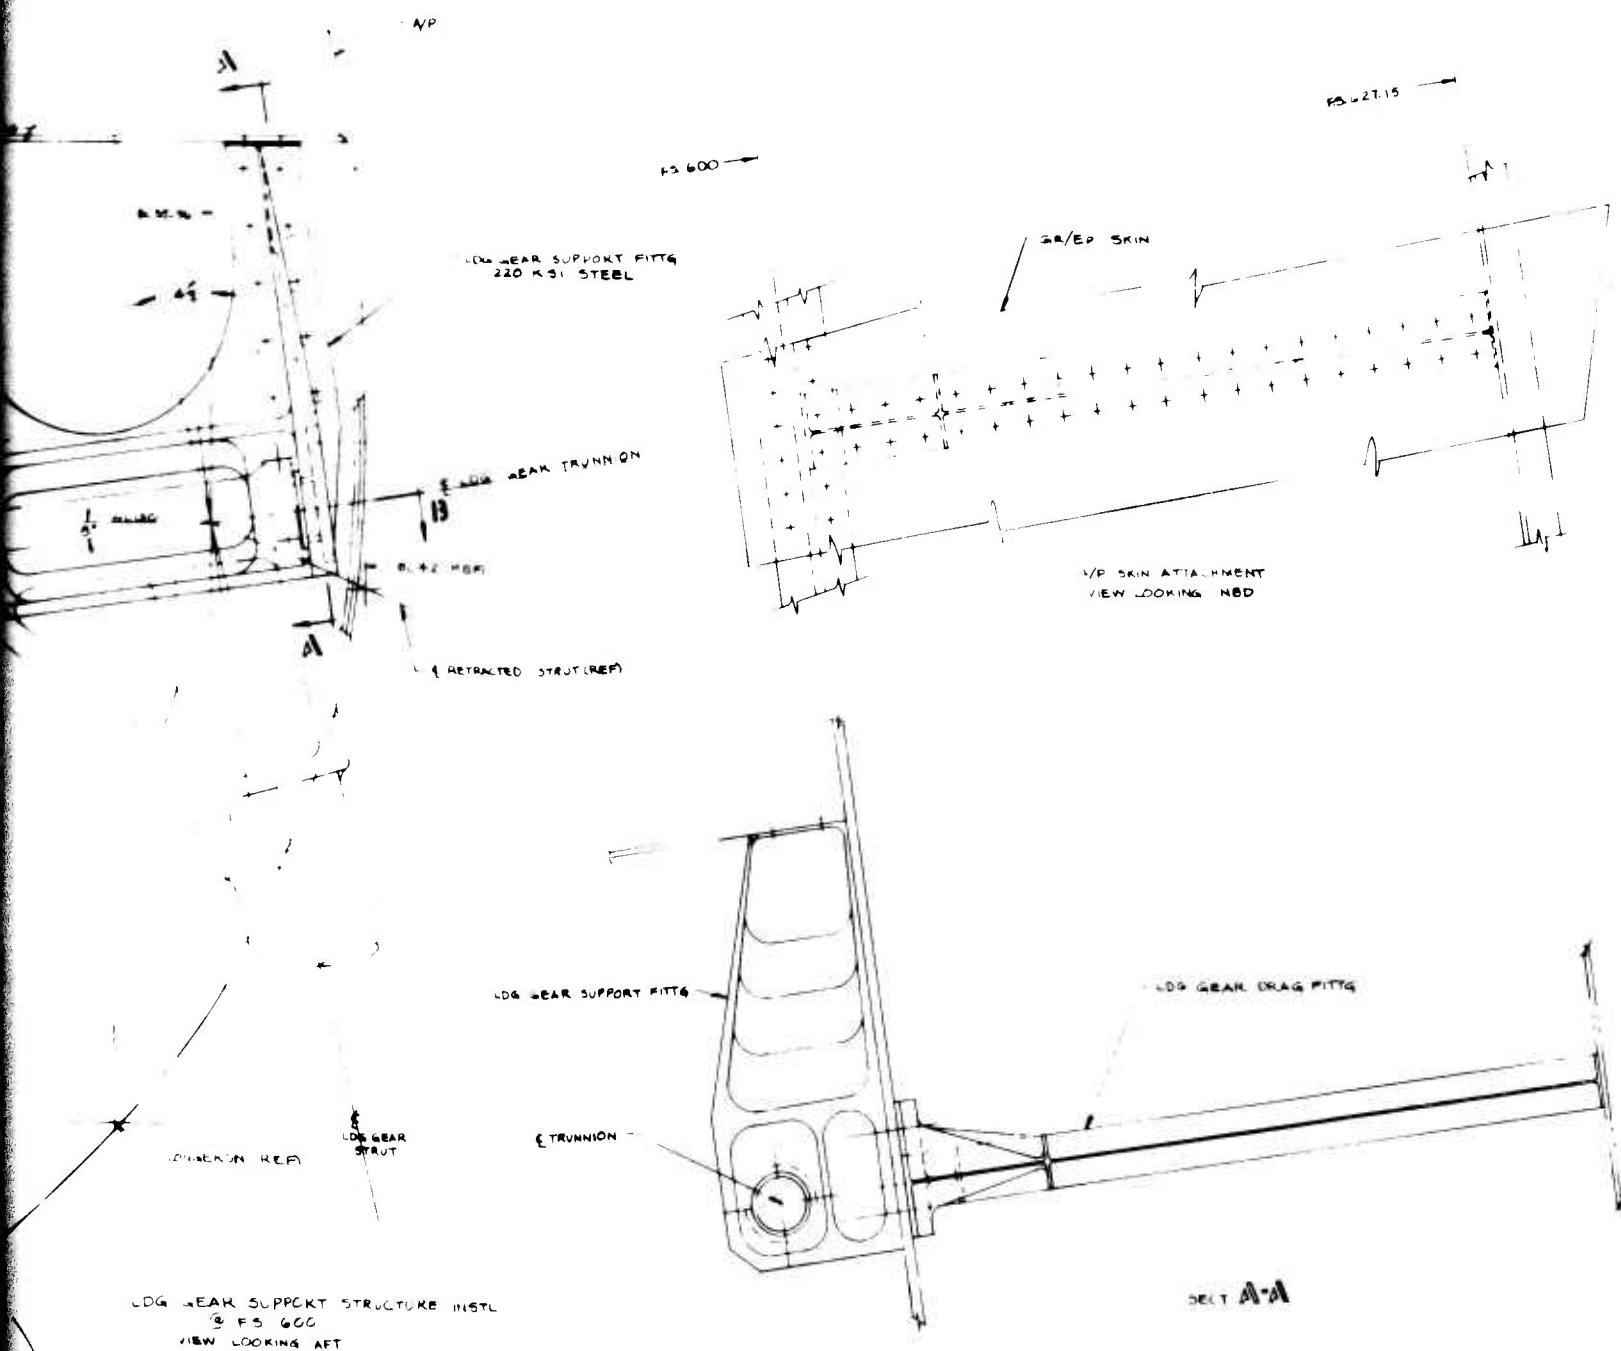 A/P
A
FS 627.15
FS 600
GR/EP SKIN
LDG GEAR SUPPORT FITTG
220 KSI STEEL
℄ LDG GEAR TRUNNION
B
A/P SKIN ATTACHMENT
VIEW LOOKING NBD
A
℄ RETRACTED STRUT (REF)
LDG GEAR SUPPORT FITTG
LDG GEAR DRAG FITTG
℄
LDG GEAR
STRUT
℄ TRUNNION
LONGERON REF)
SECT A-A
LDG GEAR SUPPORT STRUCTURE INSTL
@ FS 600
VIEW LOOKING AFT